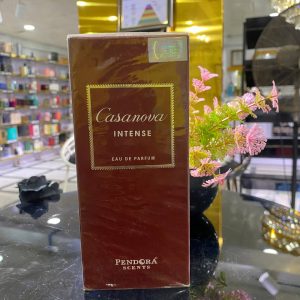 Casanova
INTENSE
EAU DE PARFUM
PENDORA
SCENTS